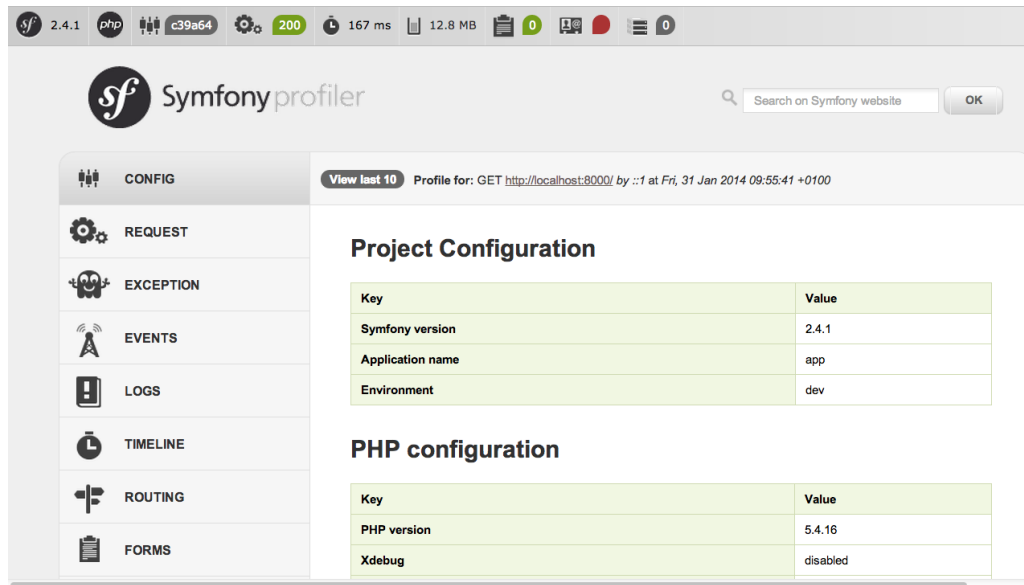 sf 2.4.1 php c39a64 200 167 ms 12.8 MB 0 0
sf Symfony profiler
Search on Symfony website OK
CONFIG
View last 10 Profile for: GET http://localhost:8000/ by ::1 at Fri, 31 Jan 2014 09:55:41 +0100
REQUEST
EXCEPTION
EVENTS
LOGS
TIMELINE
ROUTING
FORMS
Project Configuration
Key Value
Symfony version 2.4.1
Application name app
Environment dev
PHP configuration
Key Value
PHP version 5.4.16
Xdebug disabled